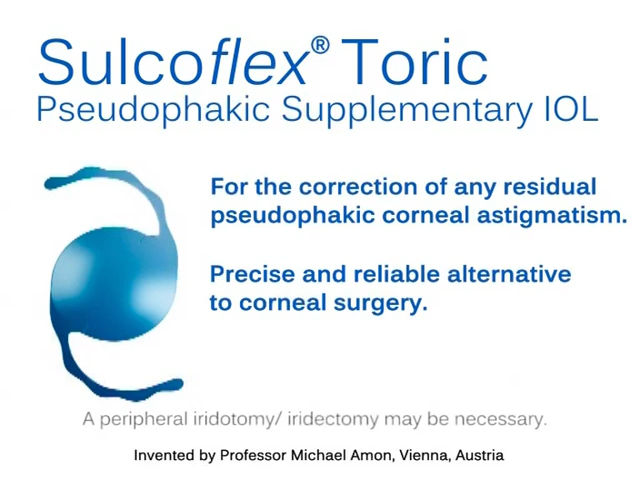 Sulcoflex® Toric
Pseudophakic Supplementary IOL
For the correction of any residual
pseudophakic corneal astigmatism.
Precise and reliable alternative
to corneal surgery.
A peripheral iridotomy/ iridectomy may be necessary.
Invented by Professor Michael Amon, Vienna, Austria